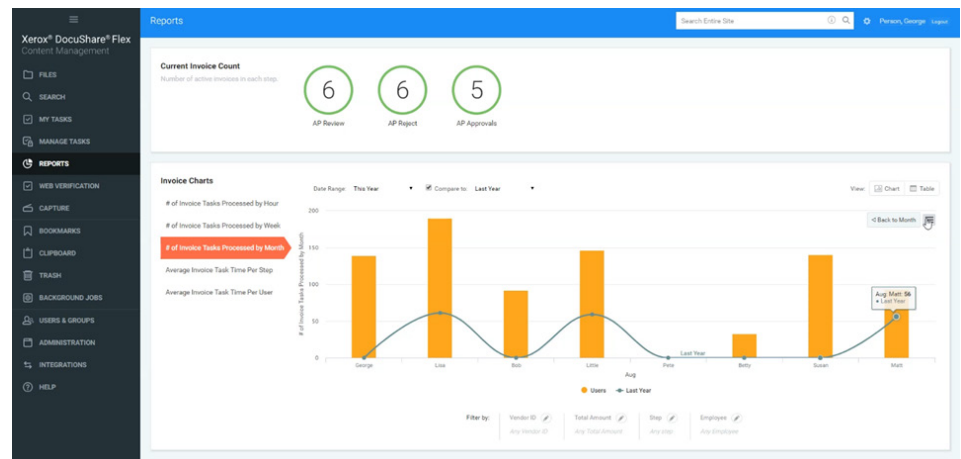 Xerox® DocuShare® Flex
Content Management
FILES
SEARCH
MY TASKS
MANAGE TASKS
REPORTS
WEB VERIFICATION
CAPTURE
BOOKMARKS
CLIPBOARD
TRASH
BACKGROUND JOBS
USERS & GROUPS
ADMINISTRATION
INTEGRATIONS
HELP
Reports
Search Entire Site
Person, George Logout
Current Invoice Count
Number of active invoices in each step.
6 6 5
AP Review AP Reject AP Approvals
Invoice Charts
# of Invoice Tasks Processed by Hour
# of Invoice Tasks Processed by Week
# of Invoice Tasks Processed by Month
Average Invoice Task Time Per Step
Average Invoice Task Time Per User
Date Range: This Year Compare to: Last Year
View: Chart Table
< Back to Month
# of Invoice Tasks Processed by Month
200
150
100
50
0
Aug Matt: 56
Last Year
Last Year
George Lisa Bob Little Pete Betty Susan Matt
Aug
Users Last Year
Filter by: Vendor ID Total Amount Step Employee
Any Vendor ID Any Total Amount Any step Any Employee